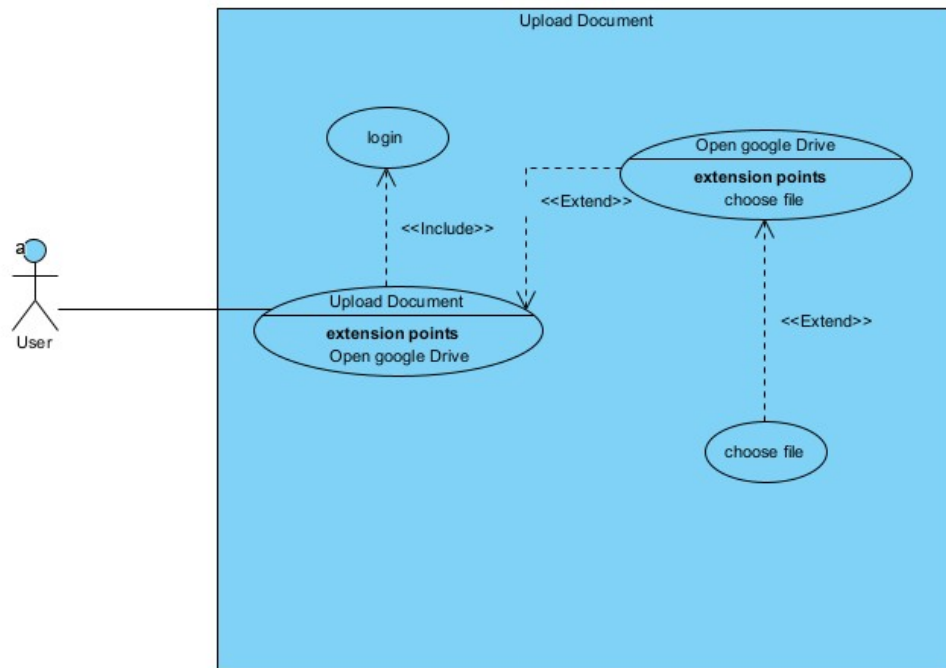 Upload Document
login
Open google Drive
extension points
choose file
<<Extend>>
<<Include>>
a
User
Upload Document
extension points
Open google Drive
<<Extend>>
choose file